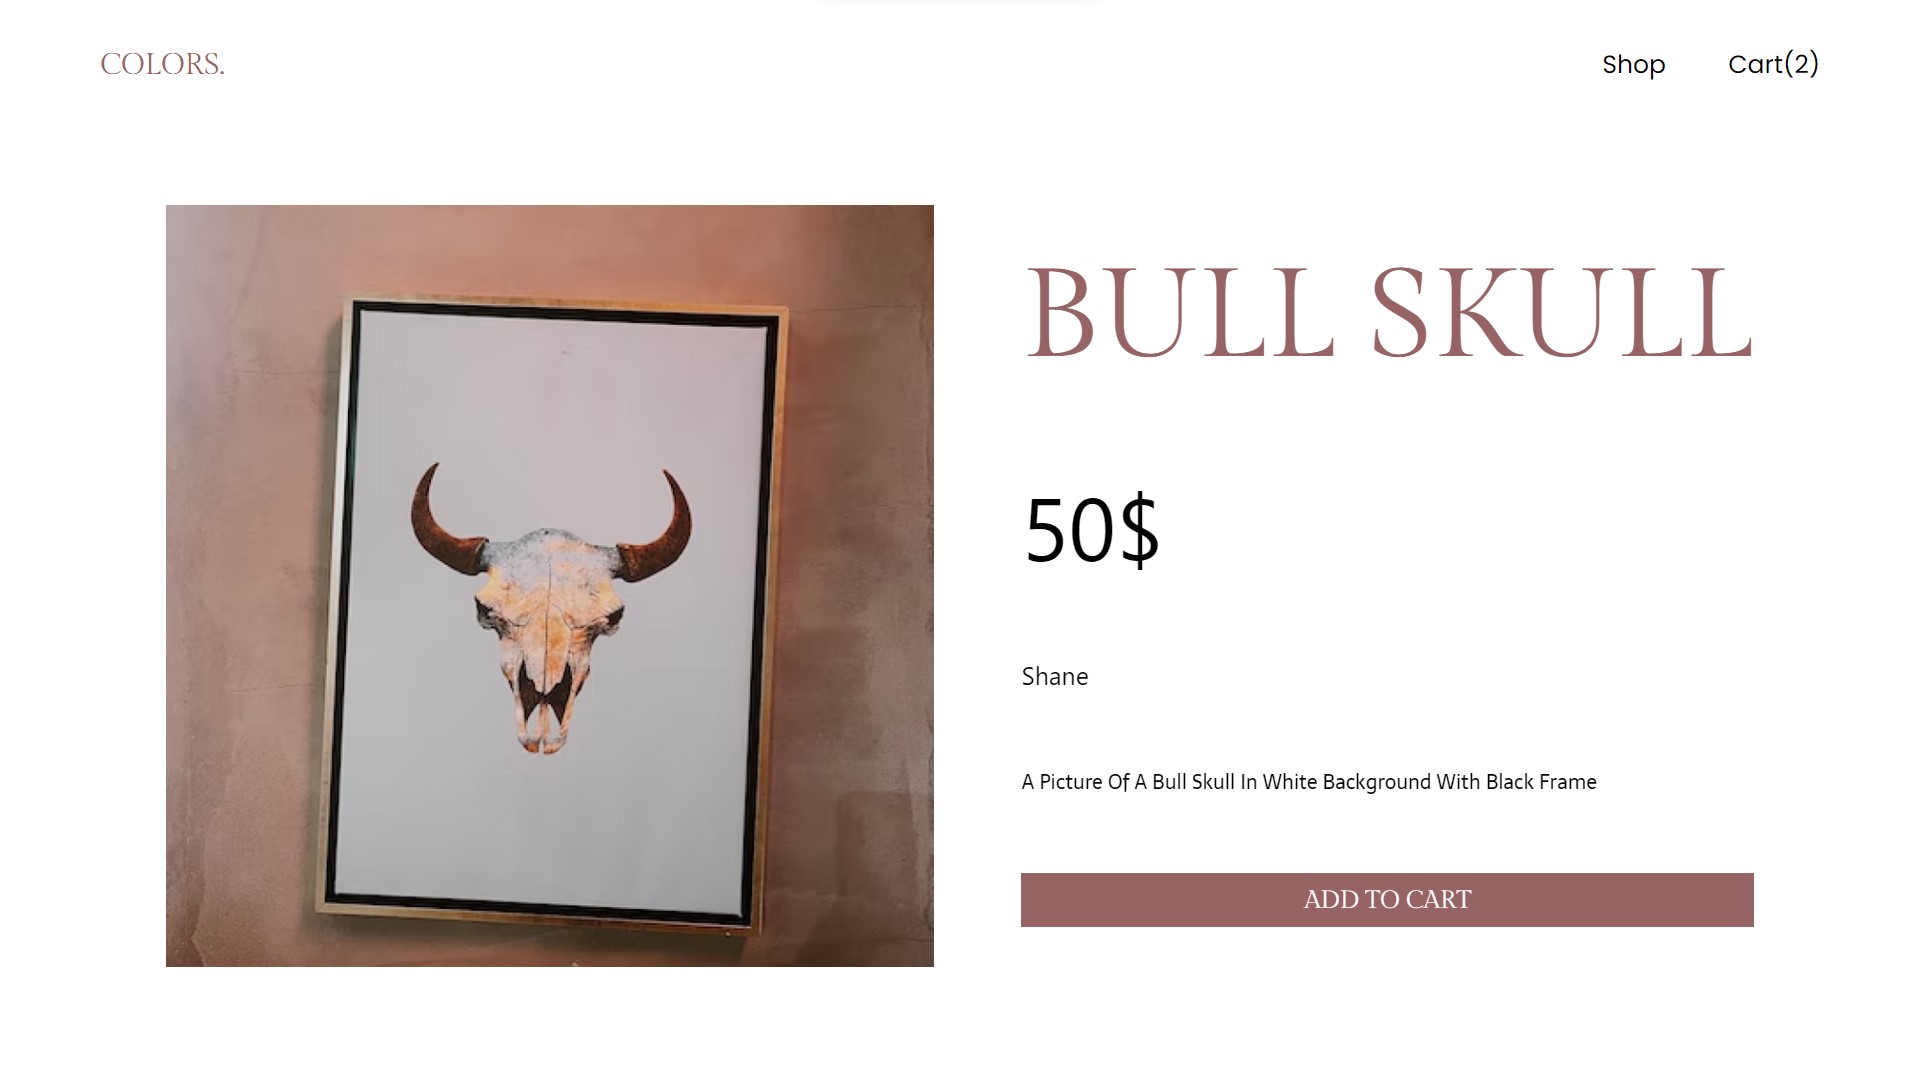 COLORS.
Shop
Cart(2)
BULL SKULL
50$
Shane
A Picture Of A Bull Skull In White Background With Black Frame
ADD TO CART